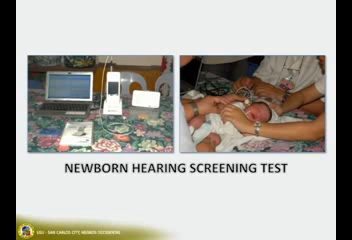 NEWBORN HEARING SCREENING TEST
LGU - SAN CARLOS CITY, NEGROS OCCIDENTAL